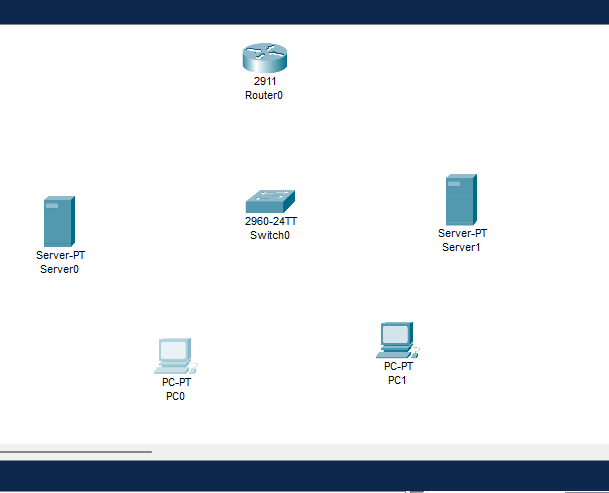 2911
Router0
2960-24TT
Switch0
Server-PT
Server1
Server-PT
Server0
PC-PT
PC1
PC-PT
PC0